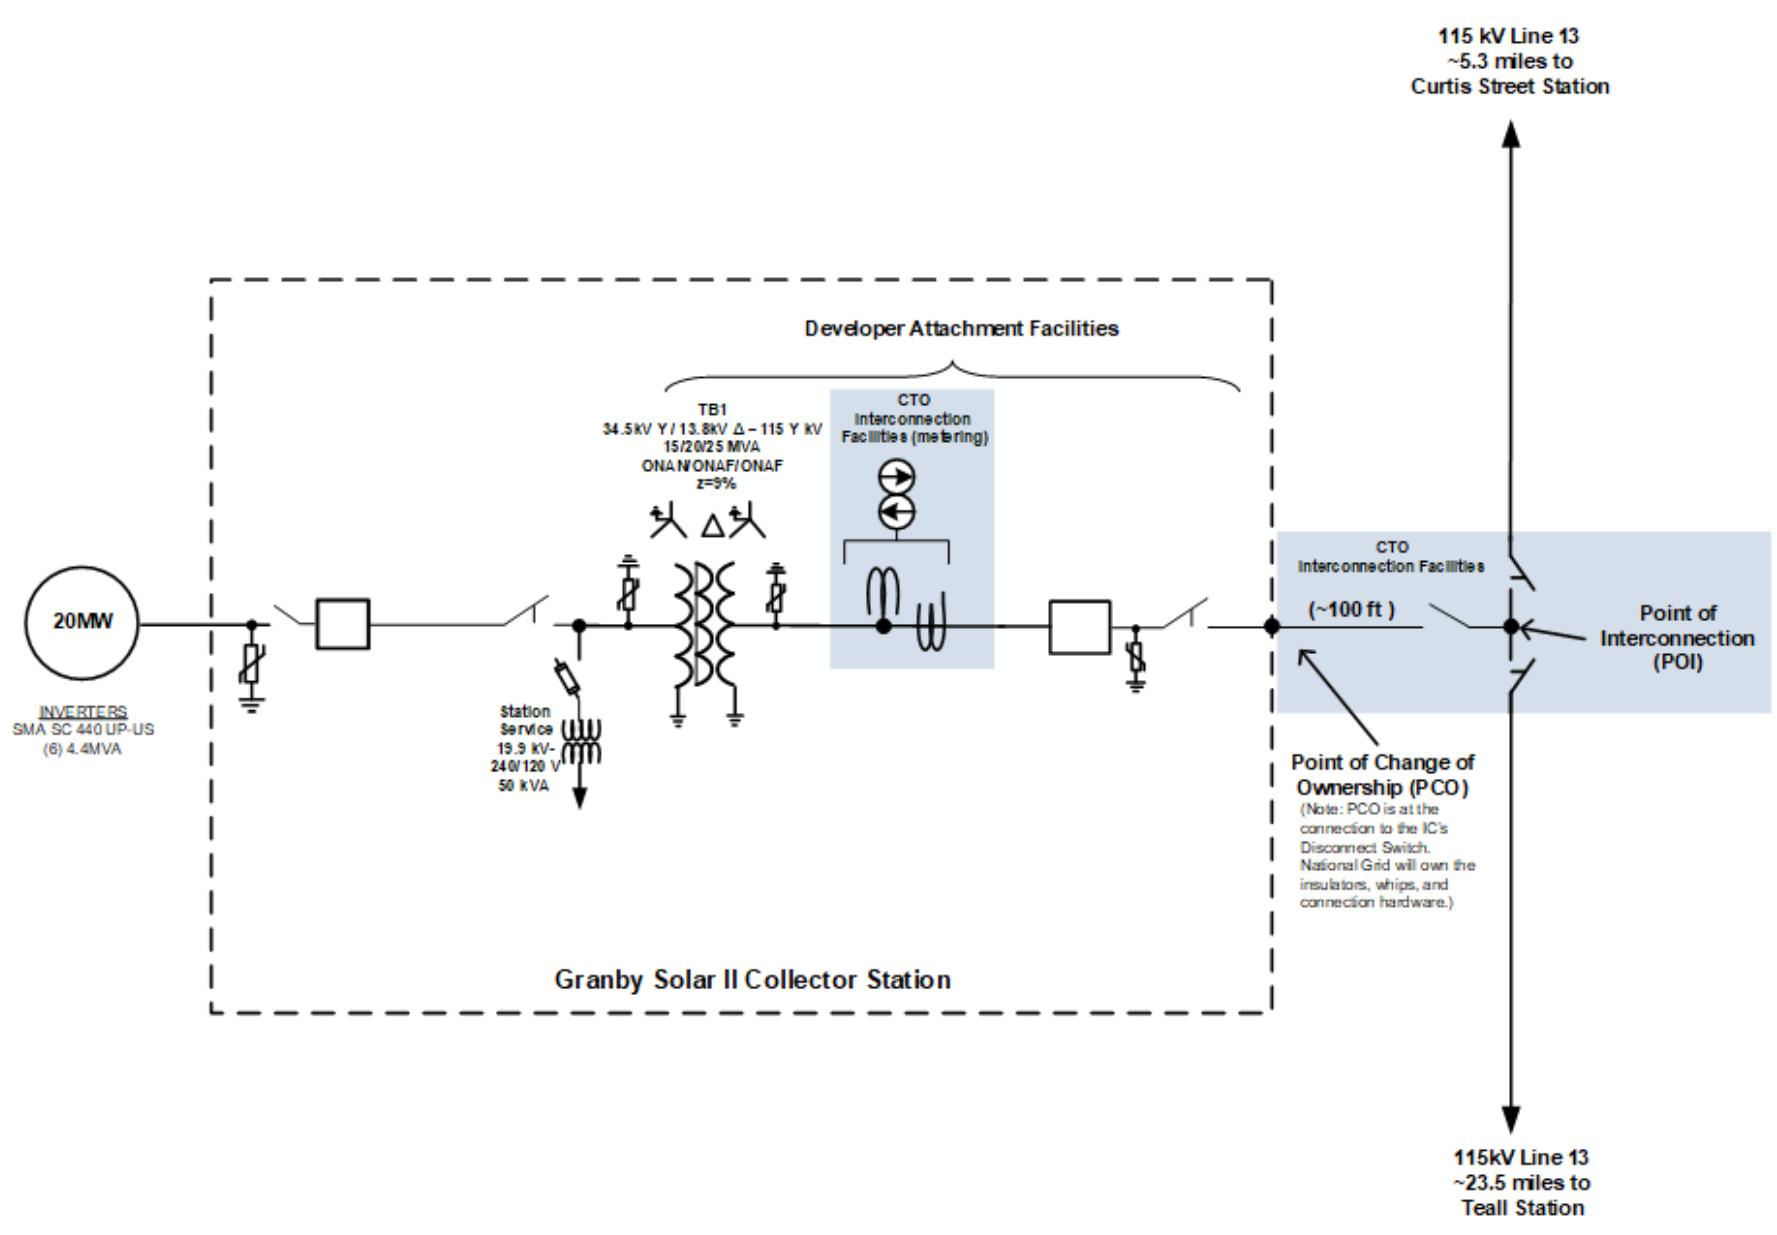 115 kV Line 13
~5.3 miles to
Curtis Street Station
Developer Attachment Facilities
TB1
34.5kV Y / 13.8kV Δ – 115 Y kV
15/20/25 MVA
ONAN/ONAF/ONAF
z=9%
CTO
Interconnection
Facilities (metering)
CTO
Interconnection Facilities
(~100 ft )
Point of
Interconnection
(POI)
20MW
INVERTERS
SMA SC 440 UP-US
(6) 4.4MVA
Station
Service
19.9 kV-
240/120 V
50 kVA
Point of Change of
Ownership (PCO)
(Note: PCO is at the
connection to the IC's
Disconnect Switch.
National Grid will own the
insulators, whips, and
connection hardware.)
Granby Solar II Collector Station
115kV Line 13
~23.5 miles to
Teall Station